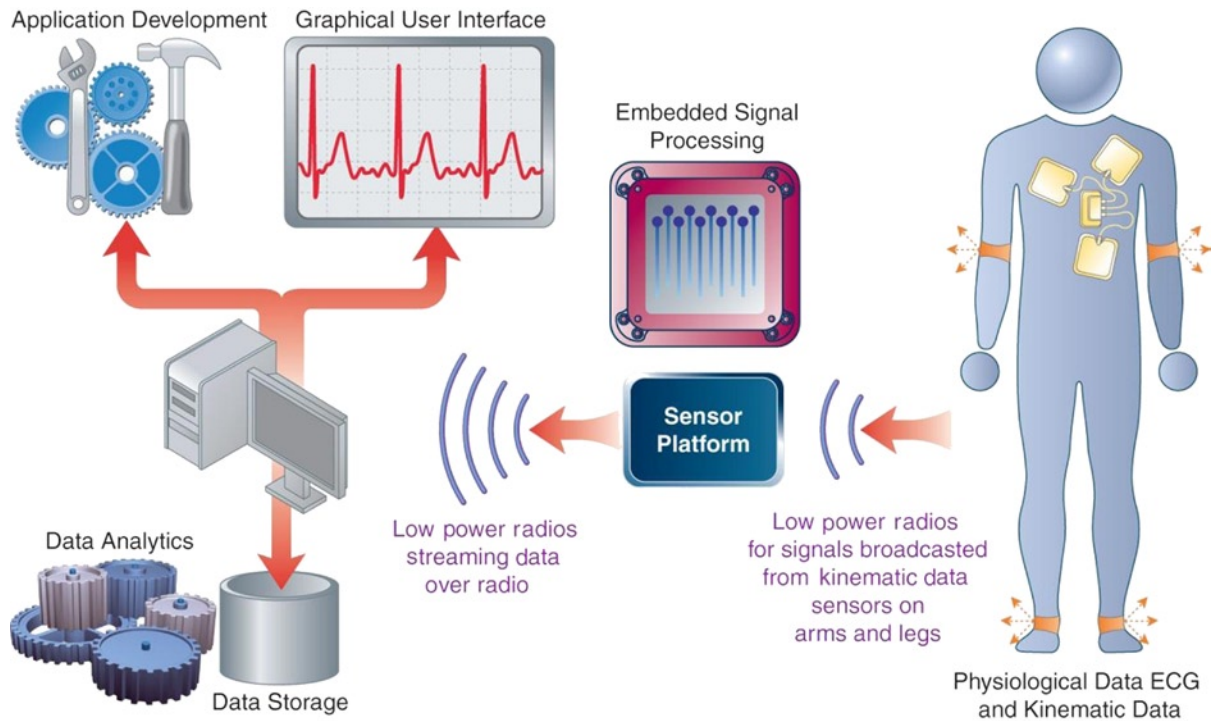 Application Development
Graphical User Interface
Embedded Signal
Processing
Sensor
Platform
Low power radios
streaming data
over radio
Low power radios
for signals broadcasted
from kinematic data
sensors on
arms and legs
Data Analytics
Data Storage
Physiological Data ECG
and Kinematic Data